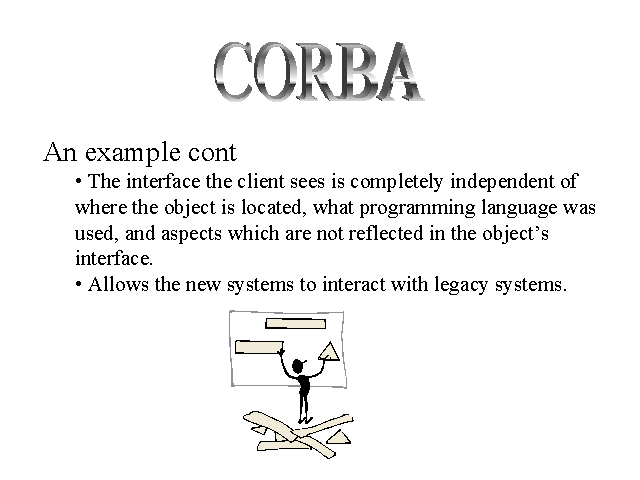 CORBA
An example cont
• The interface the client sees is completely independent of
where the object is located, what programming language was
used, and aspects which are not reflected in the object’s
interface.
• Allows the new systems to interact with legacy systems.